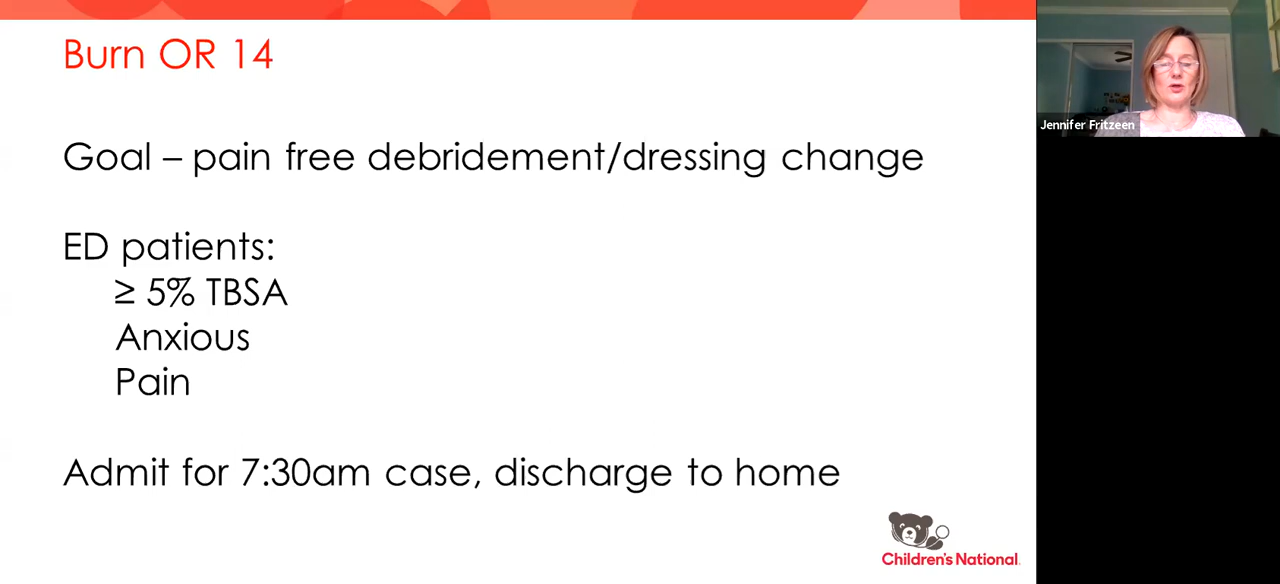 Burn OR 14
Goal – pain free debridement/dressing change
ED patients:
≥ 5% TBSA
Anxious
Pain
Admit for 7:30am case, discharge to home
Children's National
Jennifer Fritzeen